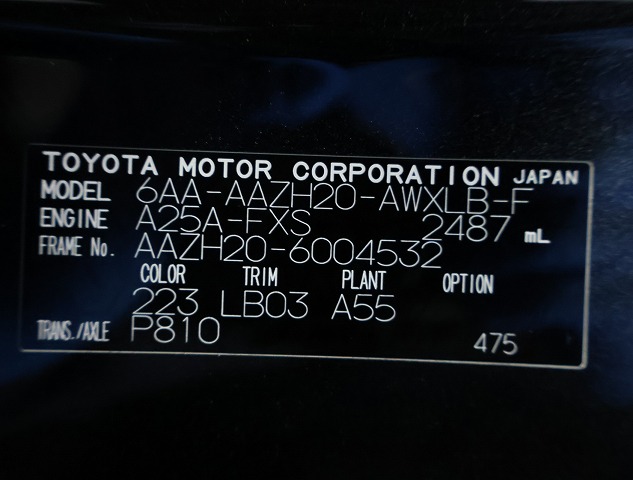 TOYOTA MOTOR CORPORATION JAPAN
MODEL 6AA-AAZH20-AWXLB-F
ENGINE A25A-FXS 2487 mL
FRAME No. AAZH20-6004532
COLOR TRIM PLANT OPTION
223 LB03 A55
TRANS./AXLE P810 475